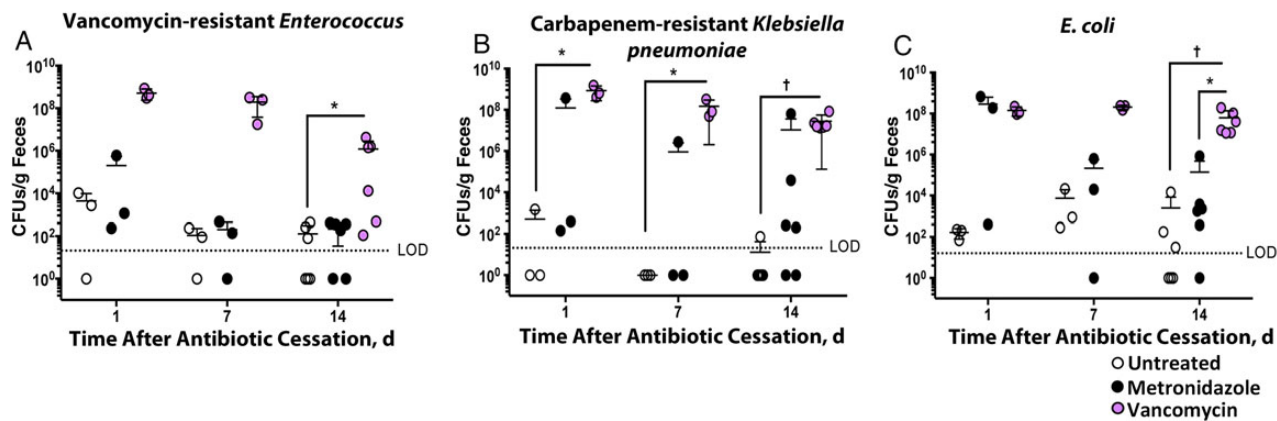 Vancomycin-resistant Enterococcus
A
CFUs/g Feces
10^10
10^8
10^6
10^4
10^2
10^0
*
LOD
1 7 14
Time After Antibiotic Cessation, d
Carbapenem-resistant Klebsiella
pneumoniae
B
CFUs/g Feces
10^10
10^8
10^6
10^4
10^2
10^0
*
*
†
LOD
1 7 14
Time After Antibiotic Cessation, d
E. coli
C
CFUs/g Feces
10^10
10^8
10^6
10^4
10^2
10^0
†
*
LOD
1 7 14
Time After Antibiotic Cessation, d
Untreated
Metronidazole
Vancomycin